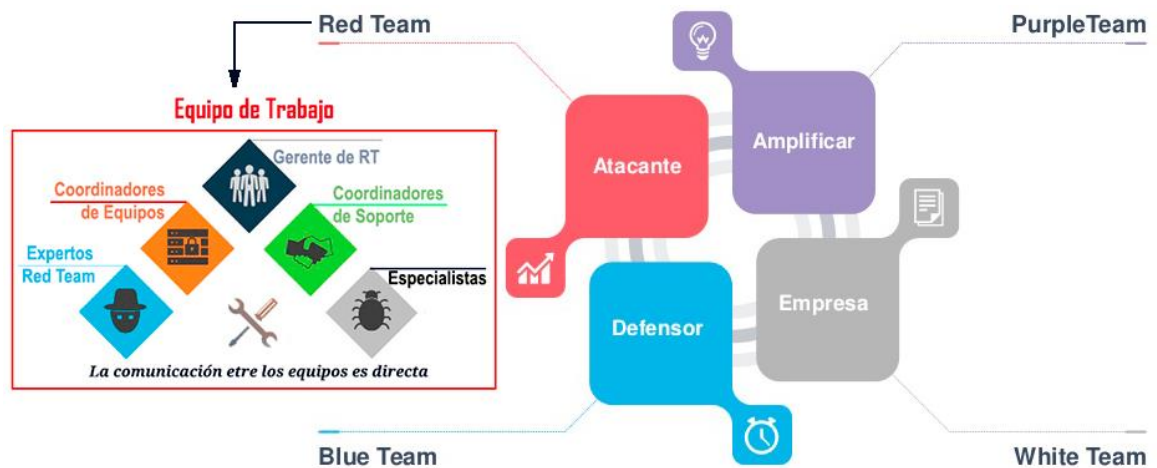 Red Team
PurpleTeam
Equipo de Trabajo
Gerente de RT
Coordinadores
de Equipos
Coordinadores
de Soporte
Expertos
Red Team
Especialistas
La comunicación etre los equipos es directa
Atacante
Amplificar
Defensor
Empresa
Blue Team
White Team